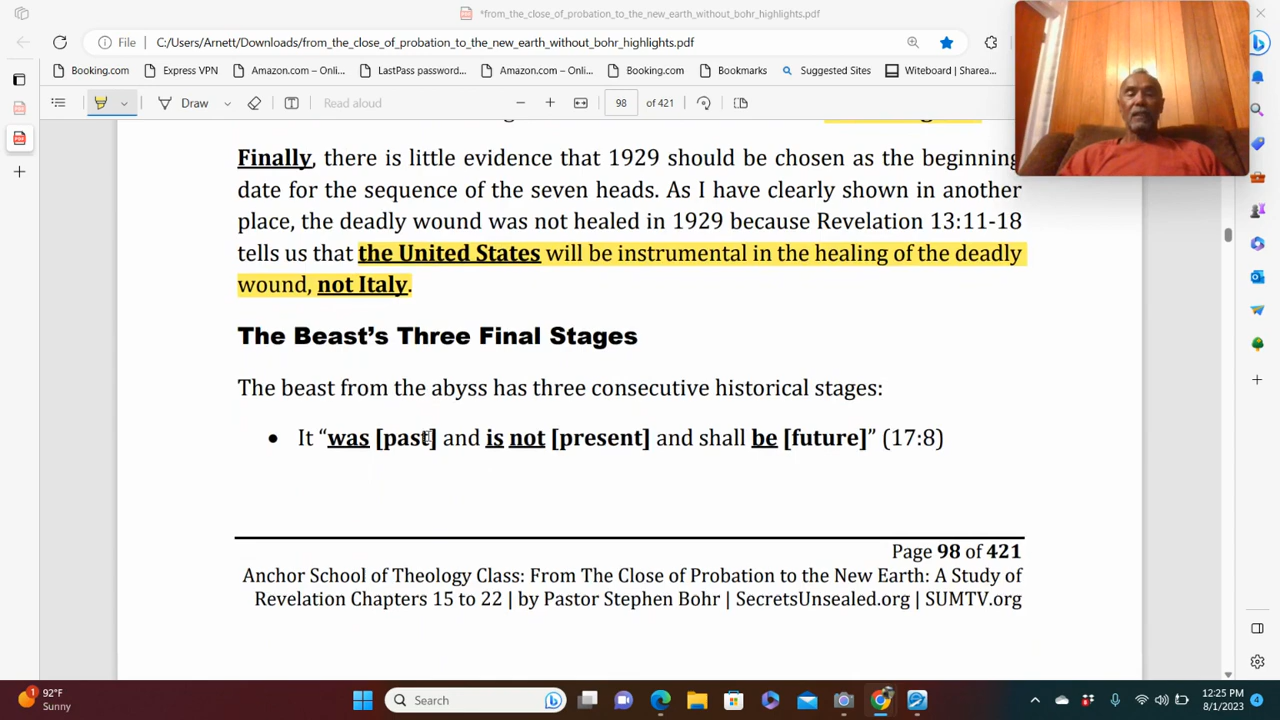 *from_the_close_of_probation_to_the_new_earth_without_bohr_highlights.pdf
File C:/Users/Arnett/Downloads/from_the_close_of_probation_to_the_new_earth_without_bohr_highlights.pdf
Booking.com Express VPN Amazon.com – Onli... LastPass password... Amazon.com – Onli... Booking.com Bookmarks Suggested Sites Witeboard | Sharea...
Draw Read aloud 98 of 421
Finally, there is little evidence that 1929 should be chosen as the beginning
date for the sequence of the seven heads. As I have clearly shown in another
place, the deadly wound was not healed in 1929 because Revelation 13:11-18
tells us that the United States will be instrumental in the healing of the deadly
wound, not Italy.
The Beast's Three Final Stages
The beast from the abyss has three consecutive historical stages:
• It “was [past] and is not [present] and shall be [future]” (17:8)
Page 98 of 421
Anchor School of Theology Class: From The Close of Probation to the New Earth: A Study of
Revelation Chapters 15 to 22 | by Pastor Stephen Bohr | SecretsUnsealed.org | SUMTV.org
1
92°F
Sunny
Search
12:25 PM
8/1/2023
4